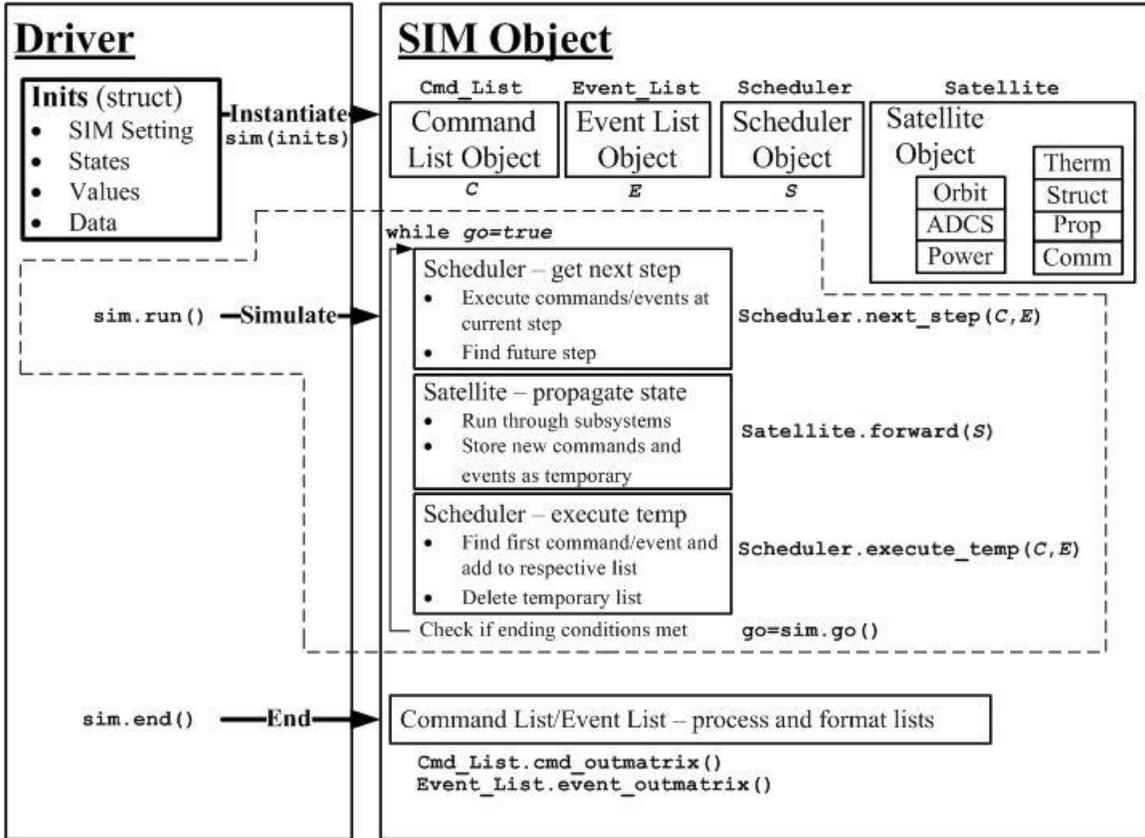 Driver
Inits (struct)
• SIM Setting
• States
• Values
• Data
Instantiate
sim(inits)
sim.run()
Simulate
sim.end()
End
SIM Object
Cmd_List
Command
List Object
C
Event_List
Event List
Object
E
Scheduler
Scheduler
Object
S
Satellite
Satellite
Object
Orbit
ADCS
Power
Therm
Struct
Prop
Comm
while go=true
Scheduler – get next step
• Execute commands/events at
current step
• Find future step
Scheduler.next_step(C,E)
Satellite – propagate state
• Run through subsystems
• Store new commands and
events as temporary
Satellite.forward(S)
Scheduler – execute temp
• Find first command/event and
add to respective list
• Delete temporary list
Scheduler.execute_temp(C,E)
Check if ending conditions met
go=sim.go()
Command List/Event List – process and format lists
Cmd_List.cmd_outmatrix()
Event_List.event_outmatrix()